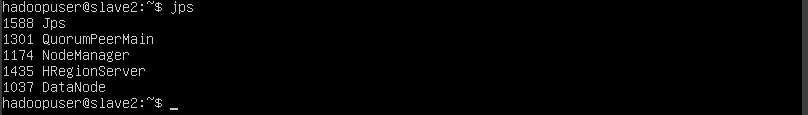 hadoopuser@slave2:~$ jps
1588 Jps
1301 QuorumPeerMain
1174 NodeManager
1435 HRegionServer
1037 DataNode
hadoopuser@slave2:~$ _